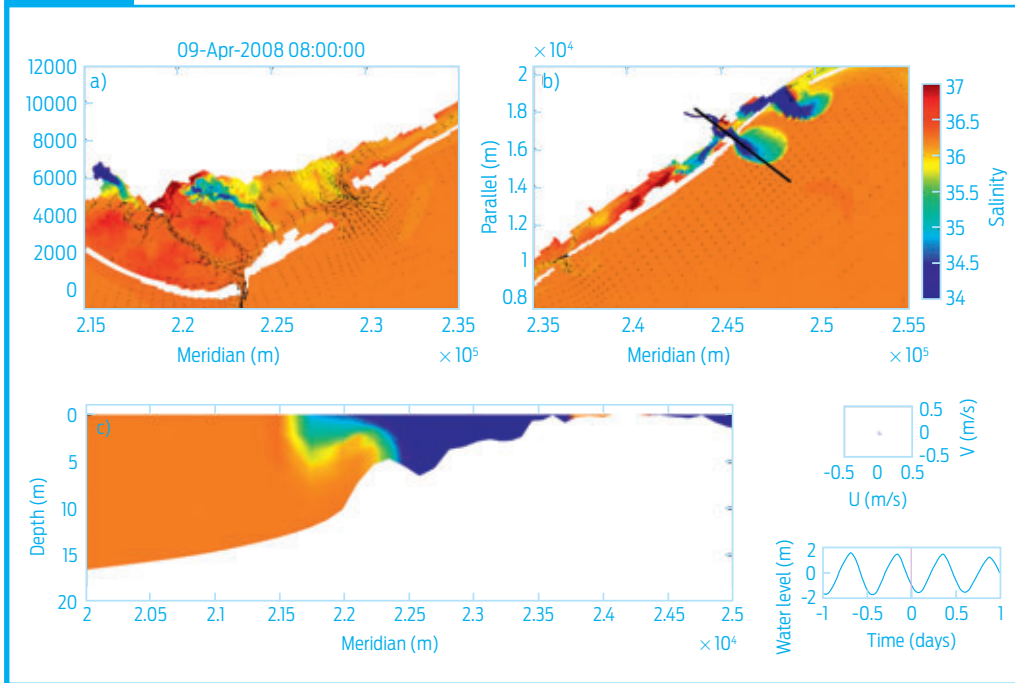 09-Apr-2008 08:00:00
a)
12000
10000
8000
6000
4000
2000
0
2.15 2.2 2.25 2.3 2.35
Meridian (m) ×10⁵
×10⁴
b)
Parallel (m)
2
1.8
1.6
1.4
1.2
1
0.8
2.35 2.4 2.45 2.5 2.55
Meridian (m) ×10⁵
37
36.5
36
35.5
35
34.5
34
Salinity
c)
Depth (m)
0
5
10
15
20
2 2.05 2.1 2.15 2.2 2.25 2.3 2.35 2.4 2.45 2.5
Meridian (m) ×10⁴
0.5
0
-0.5
V (m/s)
-0.5 0 0.5
U (m/s)
Water level (m)
2
0
-2
-1 -0.5 0 0.5 1
Time (days)